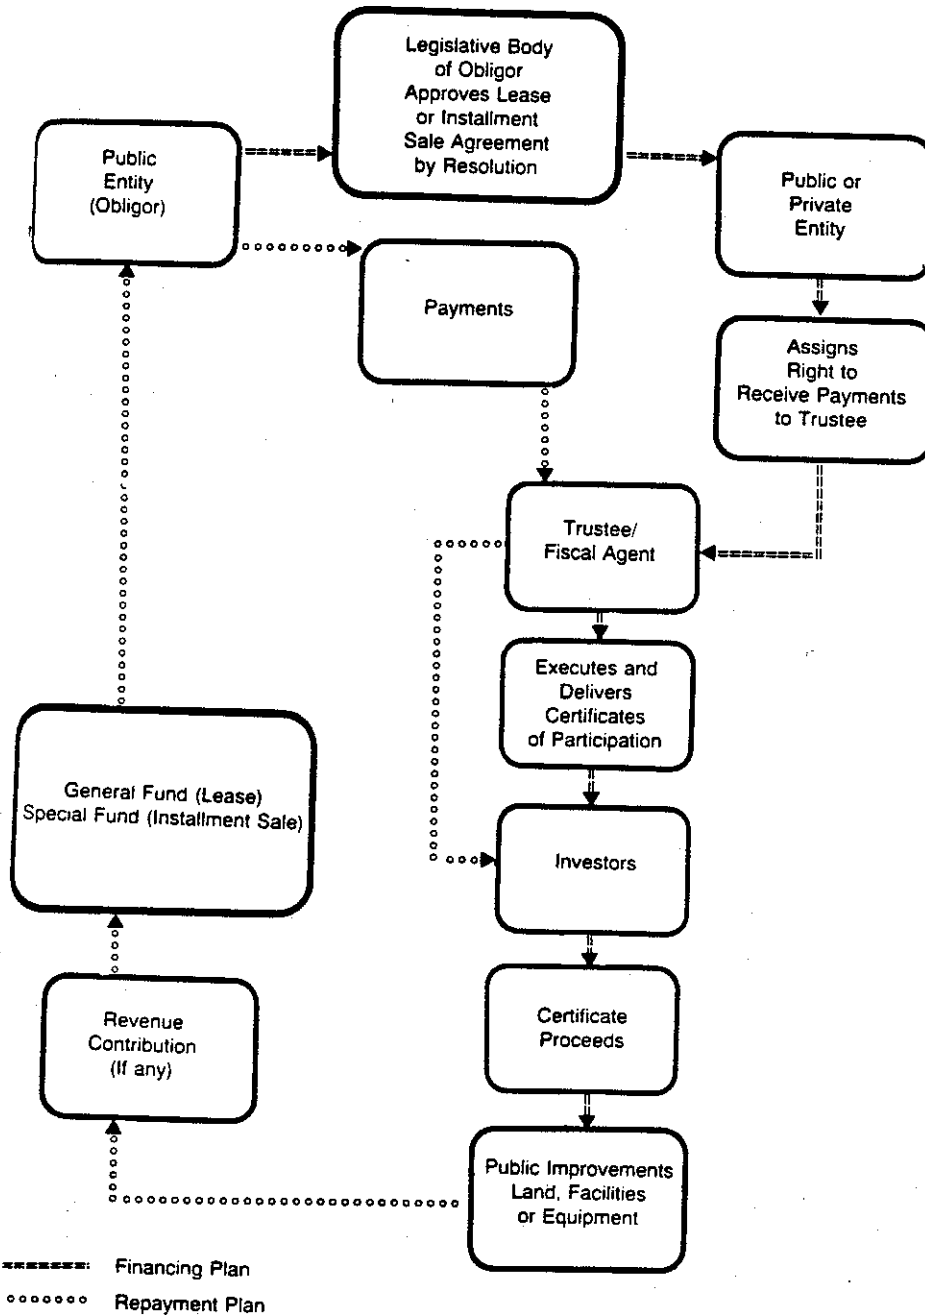 Legislative Body
of Obligor
Approves Lease
or Installment
Sale Agreement
by Resolution
Public
Entity
(Obligor)
Public or
Private
Entity
Payments
Assigns
Right to
Receive Payments
to Trustee
Trustee/
Fiscal Agent
Executes and
Delivers
Certificates
of Participation
General Fund (Lease)
Special Fund (Installment Sale)
Investors
Certificate
Proceeds
Revenue
Contribution
(If any)
Public Improvements
Land, Facilities
or Equipment
Financing Plan
Repayment Plan